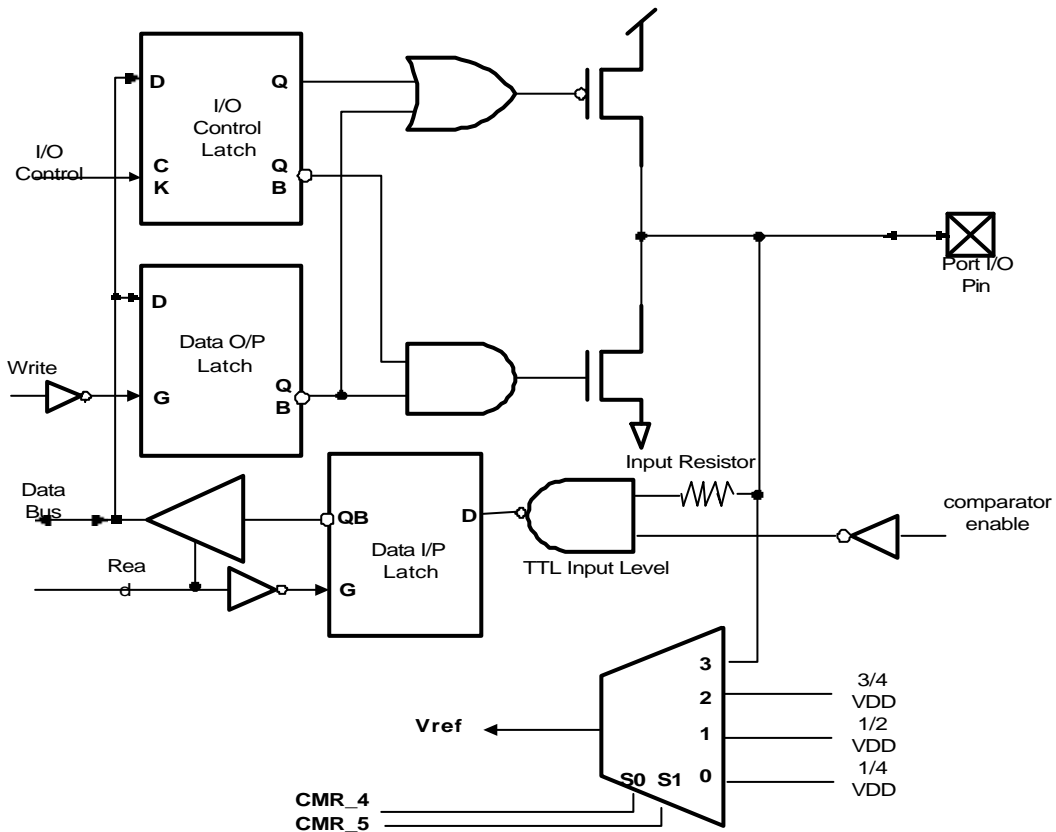 D
Q
I/O
Control
Latch
I/O
Control
C
K
Q
B
Port I/O
Pin
D
Data O/P
Latch
Write
G
Q
B
Input Resistor
Data
Bus
QB
D
comparator
enable
Data I/P
Latch
TTL Input Level
Rea
d
G
3
3/4
VDD
2
Vref
1
1/2
VDD
0
1/4
VDD
S0
S1
CMR_4
CMR_5